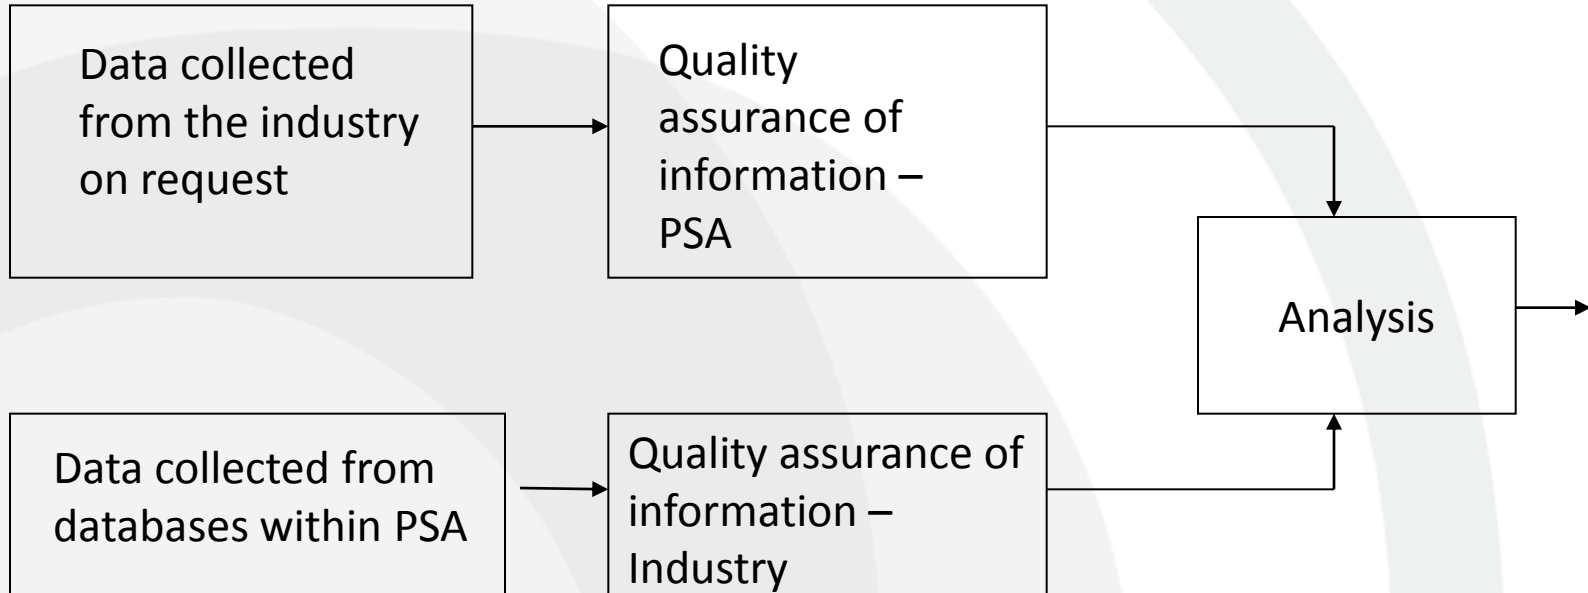 Data collected
from the industry
on request
Quality
assurance of
information –
PSA
Analysis
Data collected from
databases within PSA
Quality assurance of
information –
Industry